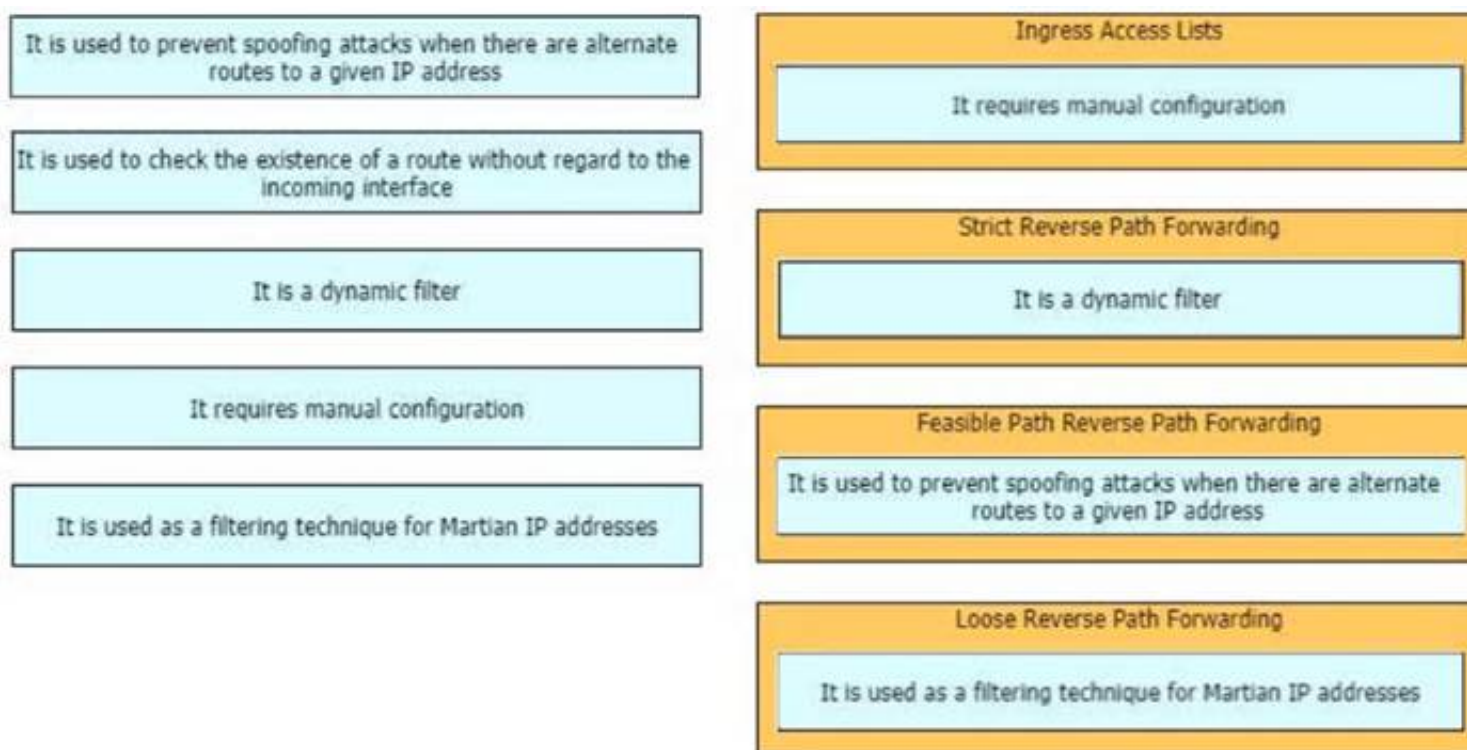 It is used to prevent spoofing attacks when there are alternate
routes to a given IP address
It is used to check the existence of a route without regard to the
incoming interface
It is a dynamic filter
It requires manual configuration
It is used as a filtering technique for Martian IP addresses
Ingress Access Lists
It requires manual configuration
Strict Reverse Path Forwarding
It is a dynamic filter
Feasible Path Reverse Path Forwarding
It is used to prevent spoofing attacks when there are alternate
routes to a given IP address
Loose Reverse Path Forwarding
It is used as a filtering technique for Martian IP addresses